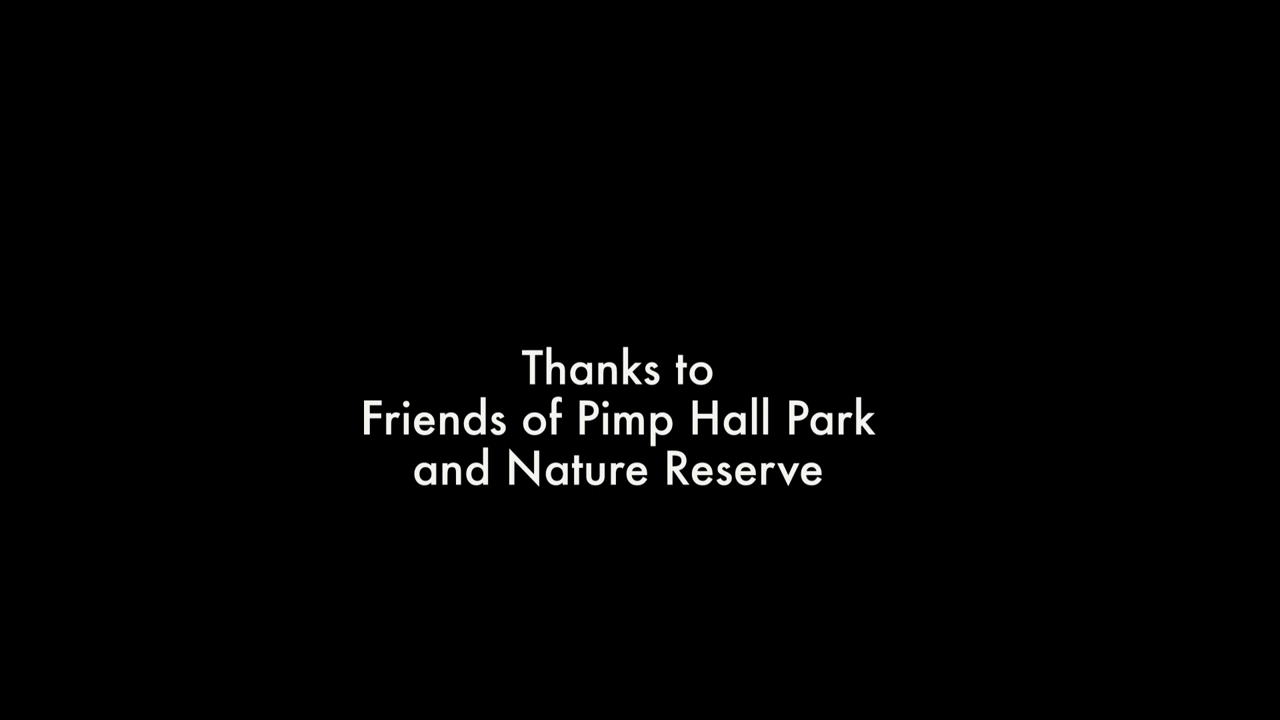 Thanks to
Friends of Pimp Hall Park
and Nature Reserve